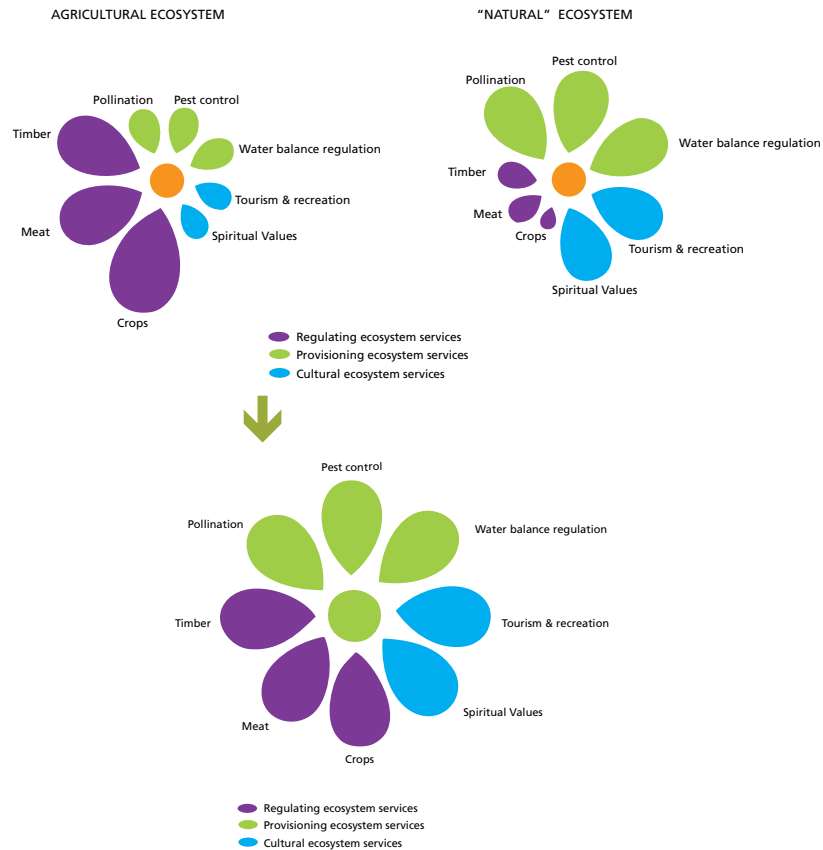 AGRICULTURAL ECOSYSTEM
Pollination
Pest control
Timber
Water balance regulation
Tourism & recreation
Meat
Spiritual Values
Crops
“NATURAL” ECOSYSTEM
Pest control
Pollination
Water balance regulation
Timber
Meat
Crops
Tourism & recreation
Spiritual Values
Regulating ecosystem services
Provisioning ecosystem services
Cultural ecosystem services
Pest control
Pollination
Water balance regulation
Timber
Tourism & recreation
Spiritual Values
Meat
Crops
Regulating ecosystem services
Provisioning ecosystem services
Cultural ecosystem services